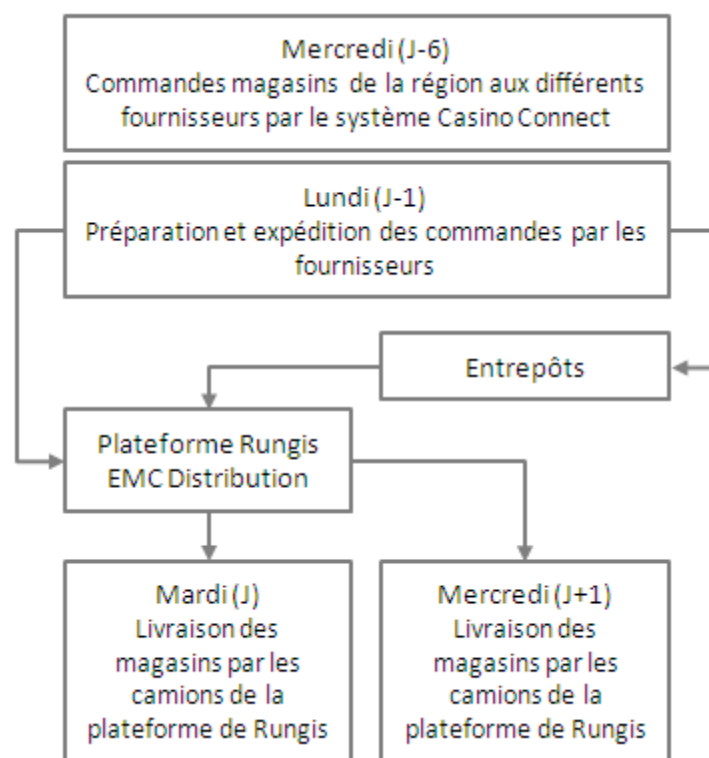 Mercredi (J-6)
Commandes magasins de la région aux différents
fournisseurs par le système Casino Connect
Lundi (J-1)
Préparation et expédition des commandes par les
fournisseurs
Entrepôts
Plateforme Rungis
EMC Distribution
Mardi (J)
Livraison des
magasins par les
camions de la
plateforme de Rungis
Mercredi (J+1)
Livraison des
magasins par les
camions de la
plateforme de Rungis